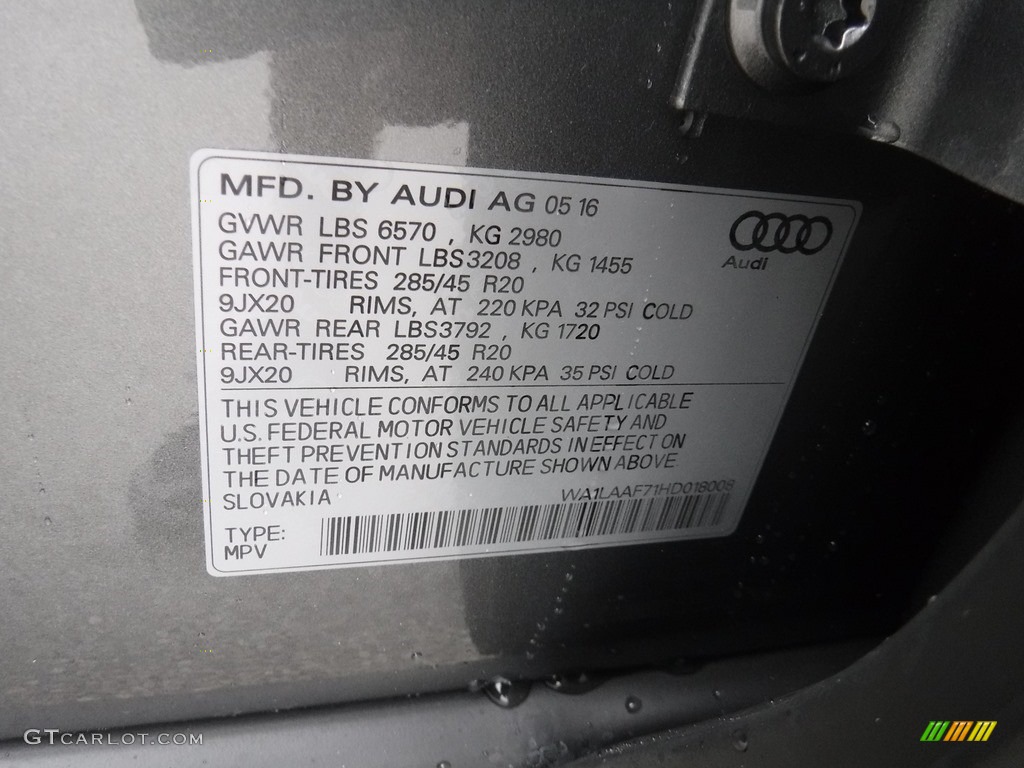 MFD. BY AUDI AG 05 16
GVWR LBS 6570 , KG 2980
GAWR FRONT LBS3208 , KG 1455
FRONT-TIRES 285/45 R20
9JX20 RIMS, AT 220 KPA 32 PSI COLD
GAWR REAR LBS3792 , KG 1720
REAR-TIRES 285/45 R20
9JX20 RIMS, AT 240 KPA 35 PSI COLD
Audi
THIS VEHICLE CONFORMS TO ALL APPLICABLE
U.S. FEDERAL MOTOR VEHICLE SAFETY AND
THEFT PREVENTION STANDARDS IN EFFECT ON
THE DATE OF MANUFACTURE SHOWN ABOVE
SLOVAKIA WA1LAAF71HD018008
TYPE:
MPV
GTCARLOT.COM